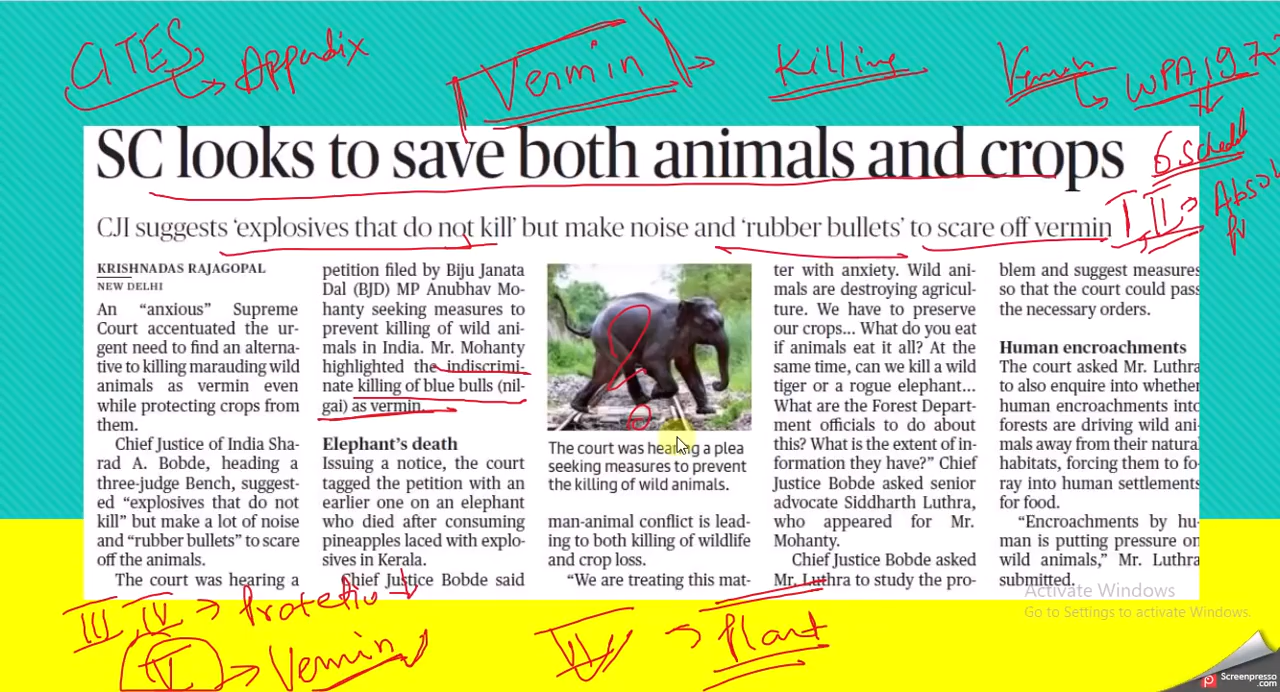 CITES
Appendix
Vermin
Killing
Vermin
WPA 197
6 Schedul
I, II
Absol
SC looks to save both animals and crops
CJI suggests ‘explosives that do not kill’ but make noise and ‘rubber bullets’ to scare off vermin
KRISHNADAS RAJAGOPAL
NEW DELHI
An “anxious” Supreme
Court accentuated the ur-
gent need to find an alterna-
tive to killing marauding wild
animals as vermin even
while protecting crops from
them.
Chief Justice of India Sha-
rad A. Bobde, heading a
three-judge Bench, suggest-
ed “explosives that do not
kill” but make a lot of noise
and “rubber bullets” to scare
off the animals.
The court was hearing a
petition filed by Biju Janata
Dal (BJD) MP Anubhav Mo-
hanty seeking measures to
prevent killing of wild ani-
mals in India. Mr. Mohanty
highlighted the indiscrimi-
nate killing of blue bulls (nil-
gai) as vermin.
Elephant’s death
Issuing a notice, the court
tagged the petition with an
earlier one on an elephant
who died after consuming
pineapples laced with explo-
sives in Kerala.
Chief Justice Bobde said
The court was hearing a plea
seeking measures to prevent
the killing of wild animals.
man-animal conflict is lead-
ing to both killing of wildlife
and crop loss.
“We are treating this mat-
ter with anxiety. Wild ani-
mals are destroying agricul-
ture. We have to preserve
our crops... What do you eat
if animals eat it all? At the
same time, can we kill a wild
tiger or a rogue elephant...
What are the Forest Depart-
ment officials to do about
this? What is the extent of in-
formation they have?” Chief
Justice Bobde asked senior
advocate Siddharth Luthra,
who appeared for Mr.
Mohanty.
Chief Justice Bobde asked
Mr. Luthra to study the pro-
blem and suggest measures
so that the court could pass
the necessary orders.
Human encroachments
The court asked Mr. Luthra
to also enquire into whether
human encroachments into
forests are driving wild ani-
mals away from their natural
habitats, forcing them to fo-
ray into human settlements
for food.
“Encroachments by hu-
man is putting pressure on
wild animals,” Mr. Luthra
submitted.
III, IV
V
Vermin
VI
Plant
Activate Windows
Go to Settings to activate Windows.
Screenpresso
.com